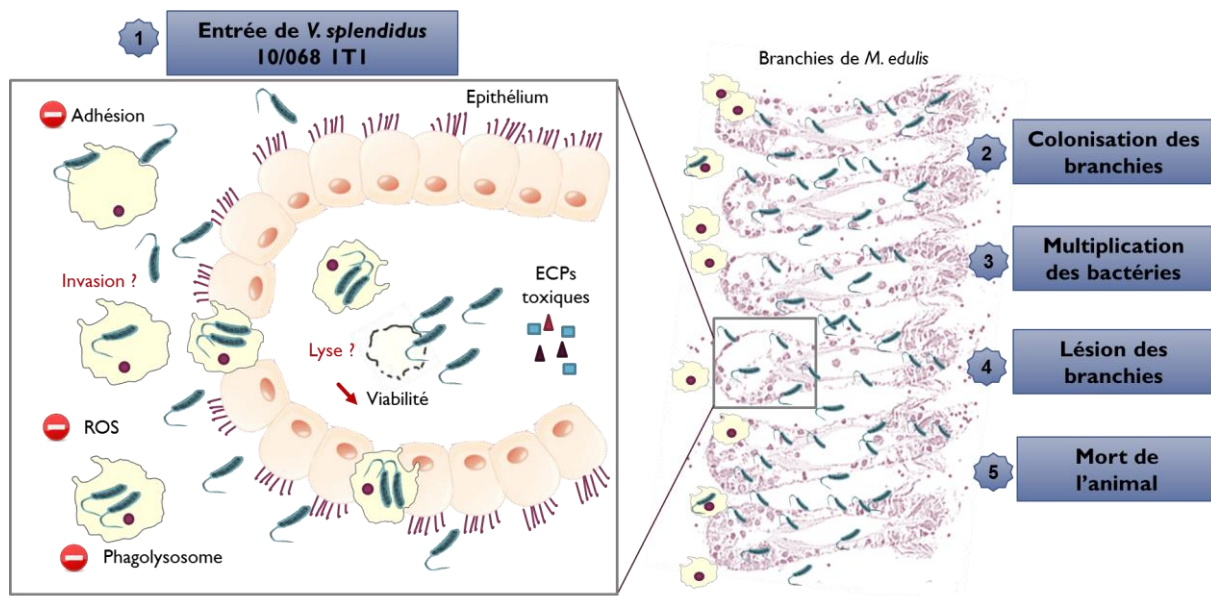 1
Entrée de V. splendidus
10/068 1T1
Adhésion
Epithélium
Invasion ?
ECPs
toxiques
Lyse ?
Viabilité
ROS
Phagolysosome
Branchies de M. edulis
2
Colonisation des
branchies
3
Multiplication
des bactéries
4
Lésion des
branchies
5
Mort de
l’animal